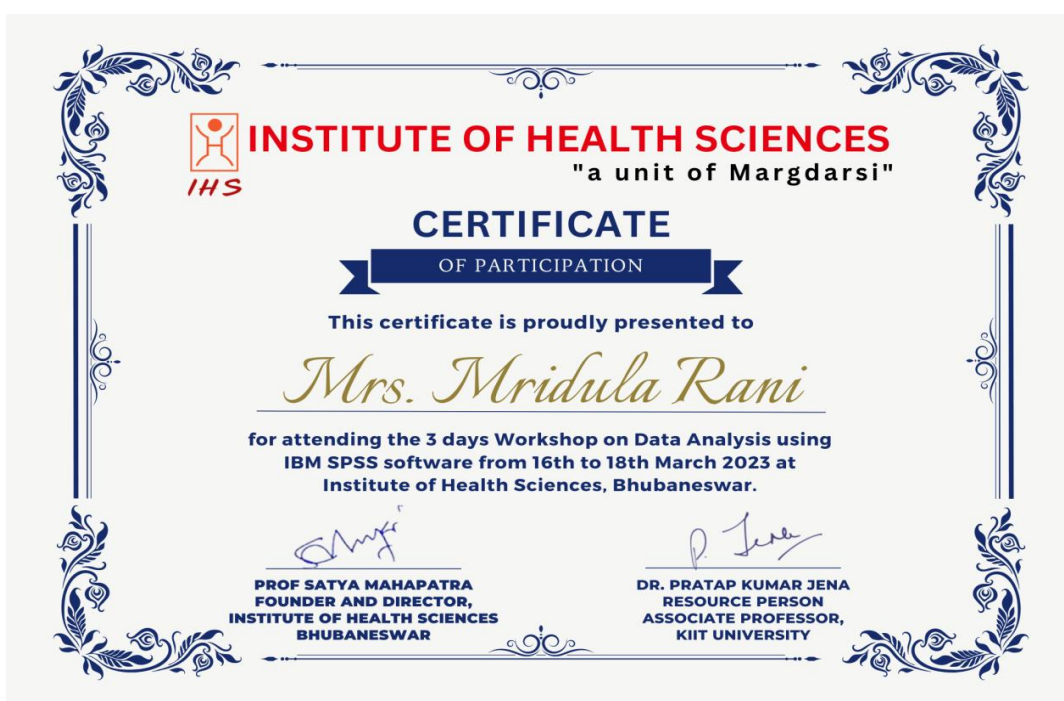 INSTITUTE OF HEALTH SCIENCES
"a unit of Margdarsi"
IHS
CERTIFICATE
OF PARTICIPATION
This certificate is proudly presented to
Mrs. Mridula Rani
for attending the 3 days Workshop on Data Analysis using
IBM SPSS software from 16th to 18th March 2023 at
Institute of Health Sciences, Bhubaneswar.
P. Jena
PROF SATYA MAHAPATRA
FOUNDER AND DIRECTOR,
INSTITUTE OF HEALTH SCIENCES
BHUBANESWAR
DR. PRATAP KUMAR JENA
RESOURCE PERSON
ASSOCIATE PROFESSOR,
KIIT UNIVERSITY